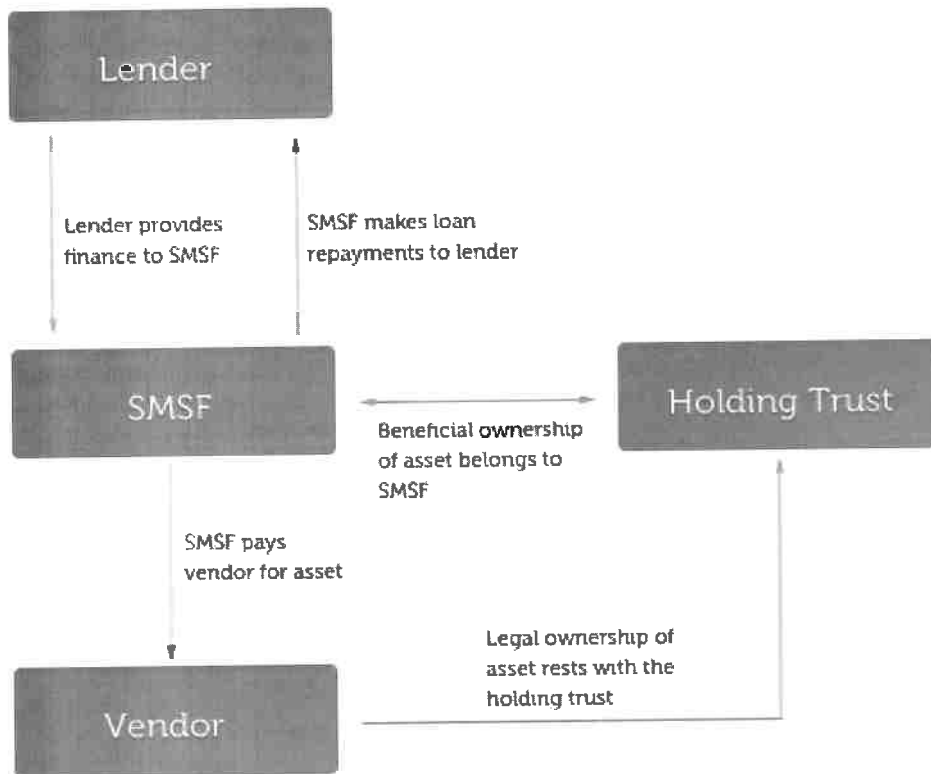 Lender
Lender provides
finance to SMSF
SMSF makes loan
repayments to lender
SMSF
Beneficial ownership
of asset belongs to
SMSF
Holding Trust
SMSF pays
vendor for asset
Legal ownership of
asset rests with the
holding trust
Vendor